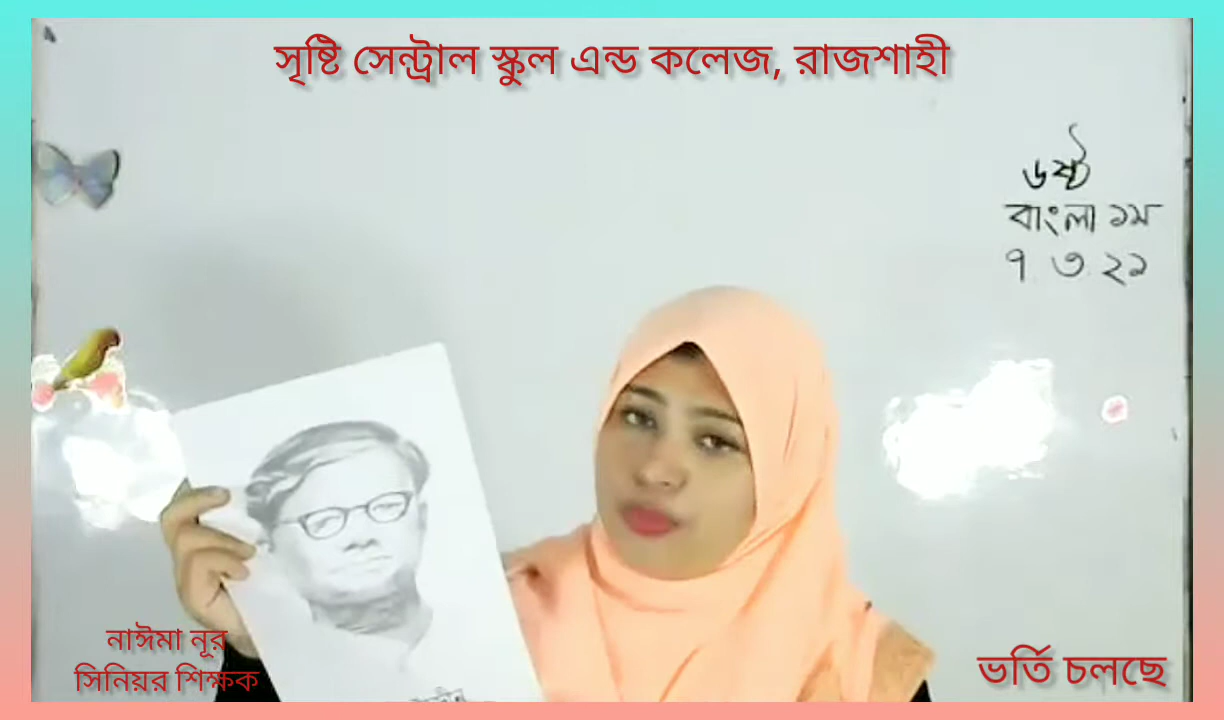 সৃষ্টি সেন্ট্রাল স্কুল এন্ড কলেজ, রাজশাহী
৬ষ্ঠ
বাংলা ১ম
৭ ৩ ২১
নাঈমা নূর
সিনিয়র শিক্ষক
ভর্তি চলছে